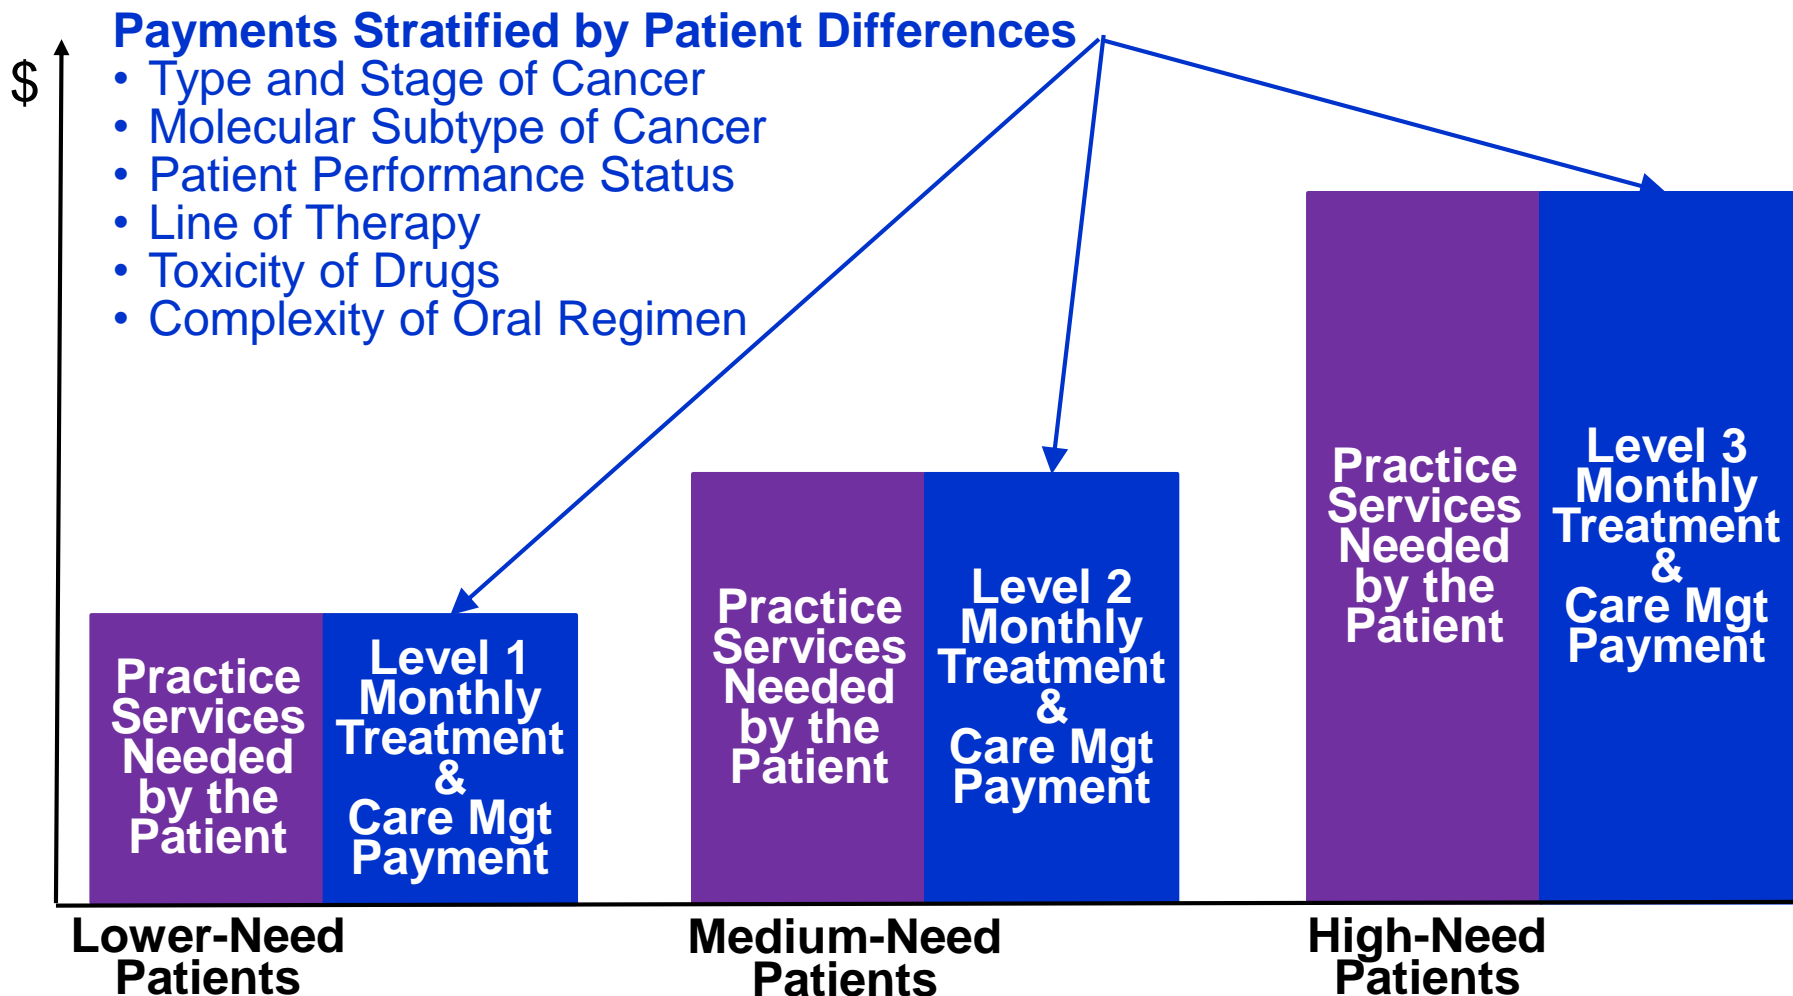 Payments Stratified by Patient Differences
$
• Type and Stage of Cancer
• Molecular Subtype of Cancer
• Patient Performance Status
• Line of Therapy
• Toxicity of Drugs
• Complexity of Oral Regimen
Practice
Services
Needed
by the
Patient
Level 1
Monthly
Treatment
&
Care Mgt
Payment
Practice
Services
Needed
by the
Patient
Level 2
Monthly
Treatment
&
Care Mgt
Payment
Practice
Services
Needed
by the
Patient
Level 3
Monthly
Treatment
&
Care Mgt
Payment
Lower-Need
Patients
Medium-Need
Patients
High-Need
Patients